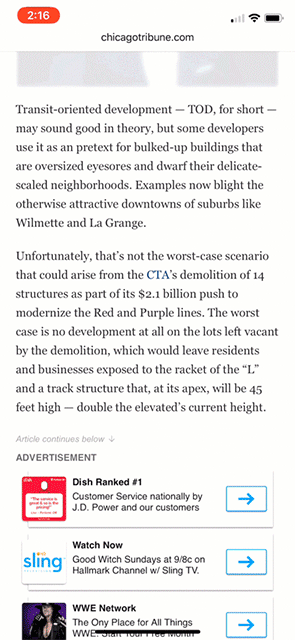 2:16
chicagotribune.com
Transit-oriented development — TOD, for short —
may sound good in theory, but some developers
use it as an pretext for bulked-up buildings that
are oversized eyesores and dwarf their delicate-
scaled neighborhoods. Examples now blight the
otherwise attractive downtowns of suburbs like
Wilmette and La Grange.
Unfortunately, that's not the worst-case scenario
that could arise from the CTA's demolition of 14
structures as part of its $2.1 billion push to
modernize the Red and Purple lines. The worst
case is no development at all on the lots left vacant
by the demolition, which would leave residents
and businesses exposed to the racket of the “L”
and a track structure that, at its apex, will be 45
feet high — double the elevated's current height.
Article continues below ↓
ADVERTISEMENT
dish
Dish Ranked #1
Customer Service nationally by
J.D. Power and our customers
sling
Watch Now
Good Witch Sundays at 9/8c on
Hallmark Channel w/ Sling TV.
WWE Network
The Ony Place for All Things
WWE. Start Your Free Month